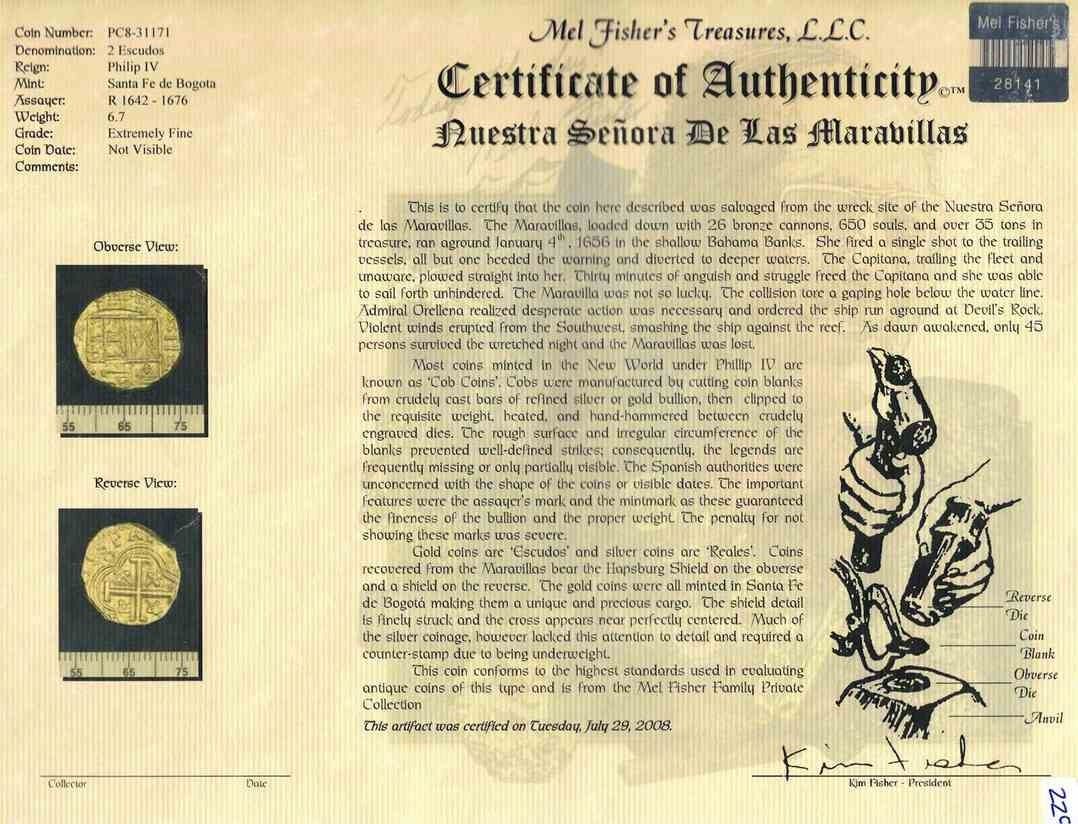 Coin Number: PC8-31171
Denomination: 2 Escudos
Reign: Philip IV
Mint: Santa Fe de Bogota
Assayer: R 1642 - 1676
Weight: 6.7
Grade: Extremely Fine
Coin Date: Not Visible
Comments:
Obverse View:
55 65 75
Reverse View:
55 65 75
Collector Date
Mel Fisher's Treasures, L.L.C.
Certificate of Authenticity ©™
Nuestra Señora De Las Maravillas
Mel Fisher's
28141
This is to certify that the coin here described was salvaged from the wreck site of the Nuestra Señora
de las Maravillas. The Maravillas, loaded down with 26 bronze cannons, 650 souls, and over 35 tons in
treasure, ran aground January 4th, 1656 in the shallow Bahama Banks. She fired a single shot to the trailing
vessels, all but one heeded the warning and diverted to deeper waters. The Capitana, trailing the fleet and
unaware, plowed straight into her. Thirty minutes of anguish and struggle freed the Capitana and she was able
to sail forth unhindered. The Maravilla was not so lucky. The collision tore a gaping hole below the water line.
Admiral Orellena realized desperate action was necessary and ordered the ship run aground at Devil's Rock.
Violent winds erupted from the Southwest, smashing the ship against the reef. As dawn awakened, only 45
persons survived the wretched night and the Maravillas was lost.
Most coins minted in the New World under Phillip IV are
known as 'Cob Coins'. Cobs were manufactured by cutting coin blanks
from crudely cast bars of refined silver or gold bullion, then clipped to
the requisite weight, heated, and hand-hammered between crudely
engraved dies. The rough surface and irregular circumference of the
blanks prevented well-defined strikes; consequently, the legends are
frequently missing or only partially visible. The Spanish authorities were
unconcerned with the shape of the coins or visible dates. The important
features were the assayer's mark and the mintmark as these guaranteed
the fineness of the bullion and the proper weight. The penalty for not
showing these marks was severe.
Gold coins are 'Escudos' and silver coins are 'Reales'. Coins
recovered from the Maravillas bear the Hapsburg Shield on the obverse
and a shield on the reverse. The gold coins were all minted in Santa Fe
de Bogotá making them a unique and precious cargo. The shield detail
is finely struck and the cross appears near perfectly centered. Much of
the silver coinage, however lacked this attention to detail and required a
counter-stamp due to being underweight.
This coin conforms to the highest standards used in evaluating
antique coins of this type and is from the Mel Fisher Family Private
Collection
This artifact was certified on Tuesday, July 29, 2008.
Reverse
Die
Coin
Blank
Obverse
Die
Anvil
Kim Fisher
Kim Fisher - President